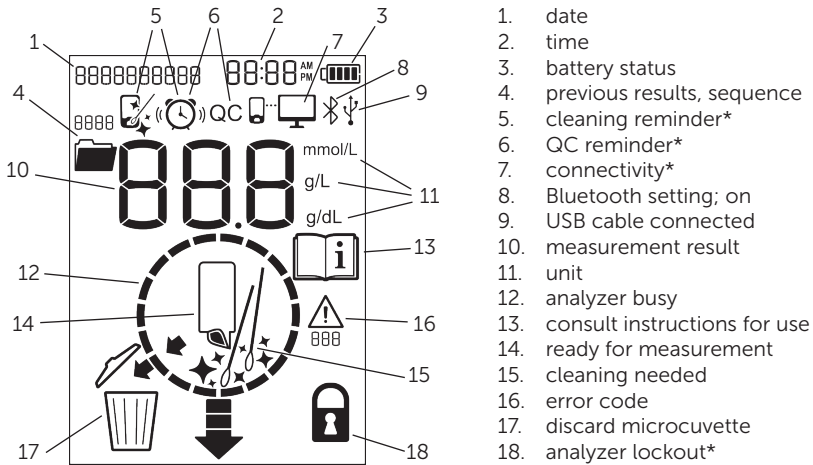 5 6 2 3
1
7
8
4
9
8888888888 88:88 AM PM
8888 QC
888.8
mmol/L
g/L
g/dL
10
11
i
13
12
14
16
888
15
17
18
1. date
2. time
3. battery status
4. previous results, sequence
5. cleaning reminder*
6. QC reminder*
7. connectivity*
8. Bluetooth setting; on
9. USB cable connected
10. measurement result
11. unit
12. analyzer busy
13. consult instructions for use
14. ready for measurement
15. cleaning needed
16. error code
17. discard microcuvette
18. analyzer lockout*